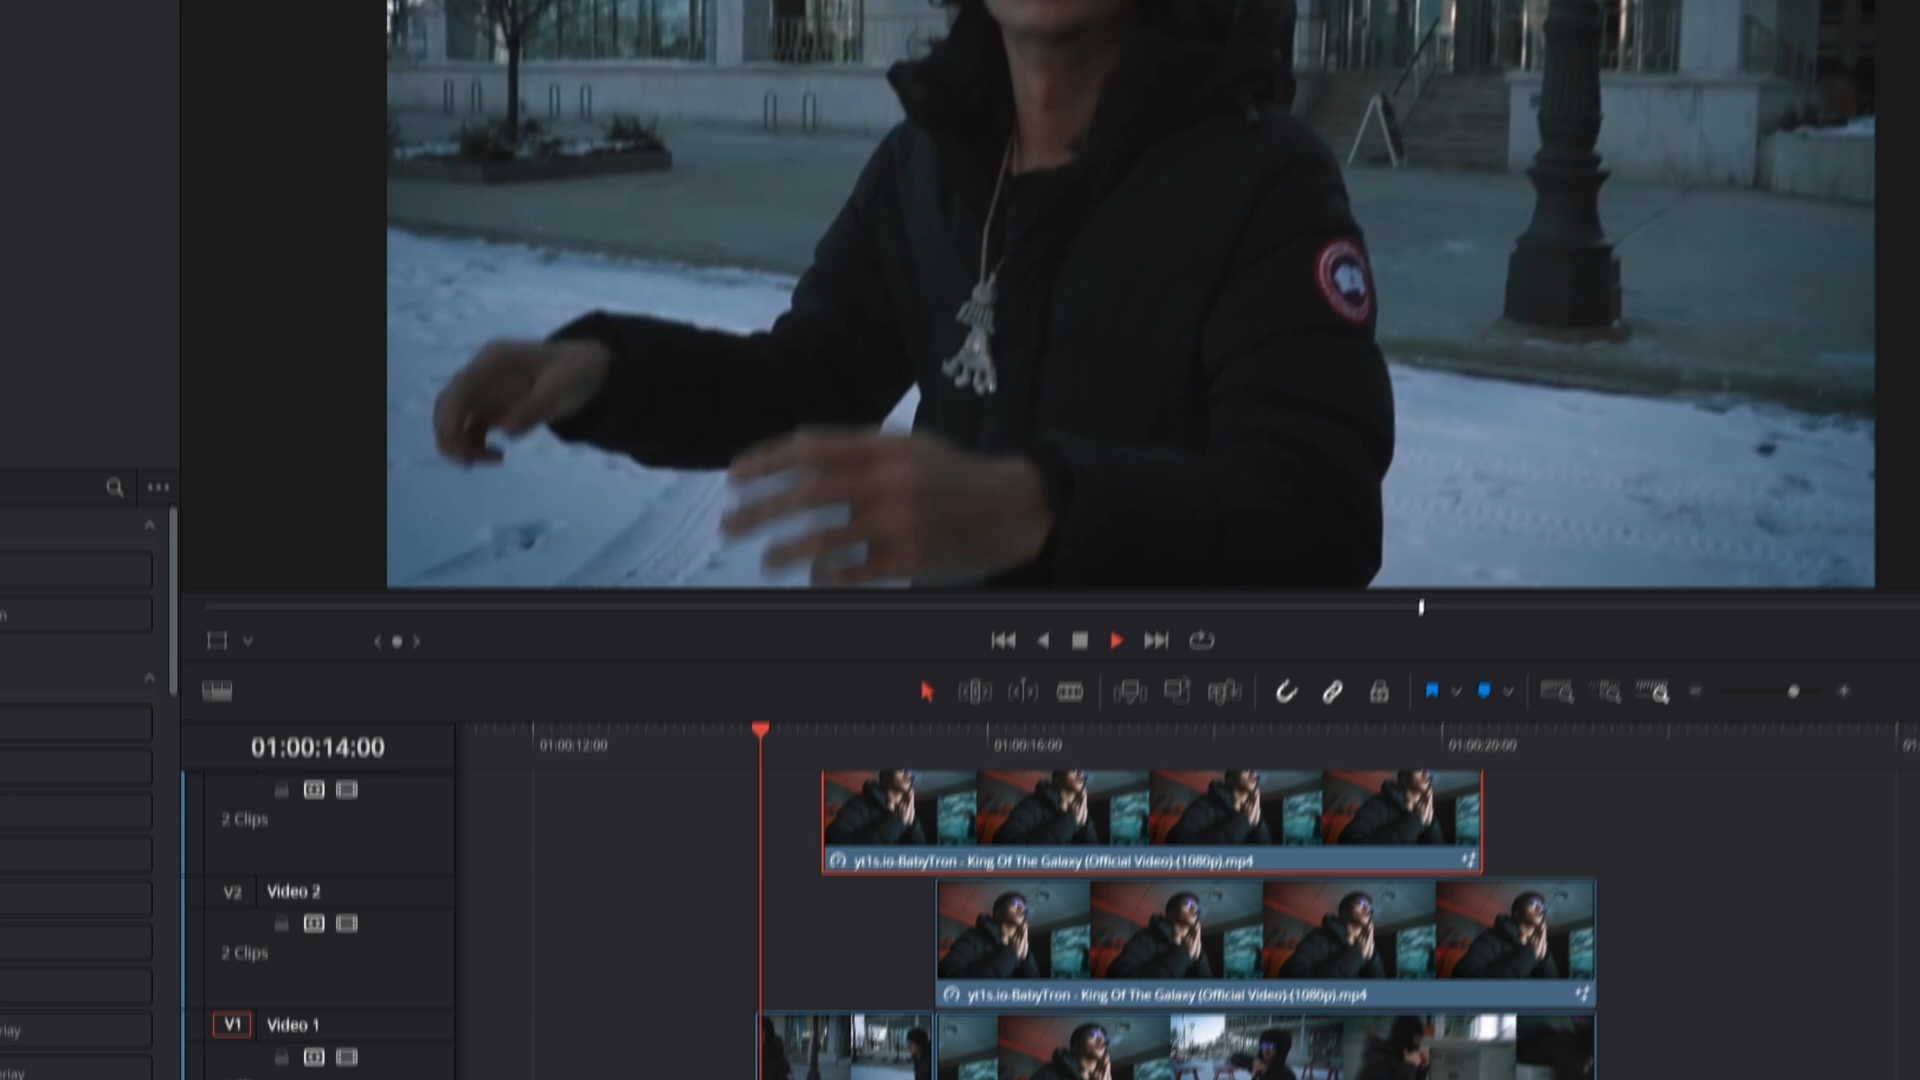 01:00:14:00
01:00:12:00
01:00:16:00
01:00:20:00
2 Clips
yt1s.io-BabyTron - King Of The Galaxy (Official Video)-(1080p).mp4
V2 Video 2
2 Clips
yt1s.io-BabyTron - King Of The Galaxy (Official Video)-(1080p).mp4
V1 Video 1